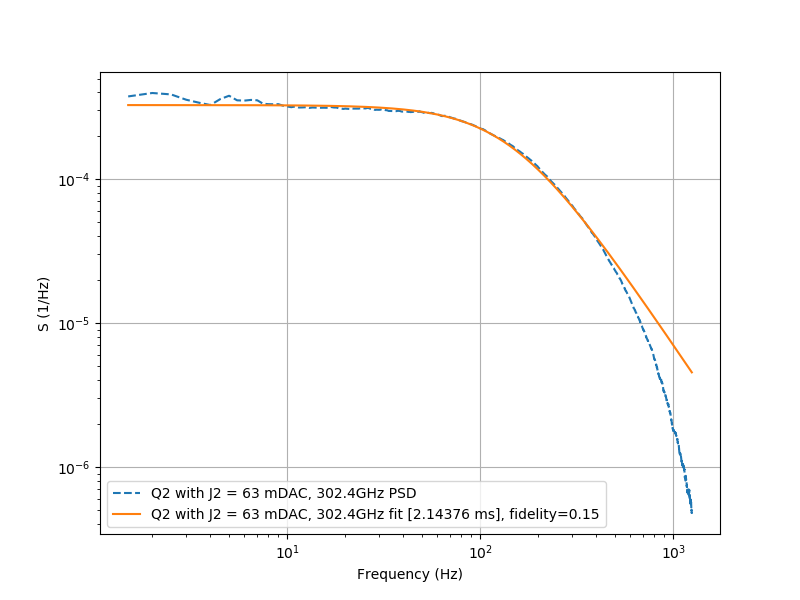 10⁻⁴
10⁻⁵
10⁻⁶
S (1/Hz)
Q2 with J2 = 63 mDAC, 302.4GHz PSD
Q2 with J2 = 63 mDAC, 302.4GHz fit [2.14376 ms], fidelity=0.15
10¹ 10² 10³
Frequency (Hz)